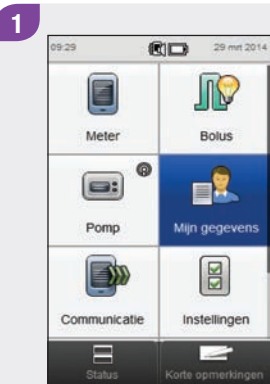 1
09:29 29 mrt 2014
Meter Bolus
Pomp Mijn gegevens
Communicatie Instellingen
Status Korte opmerkingen